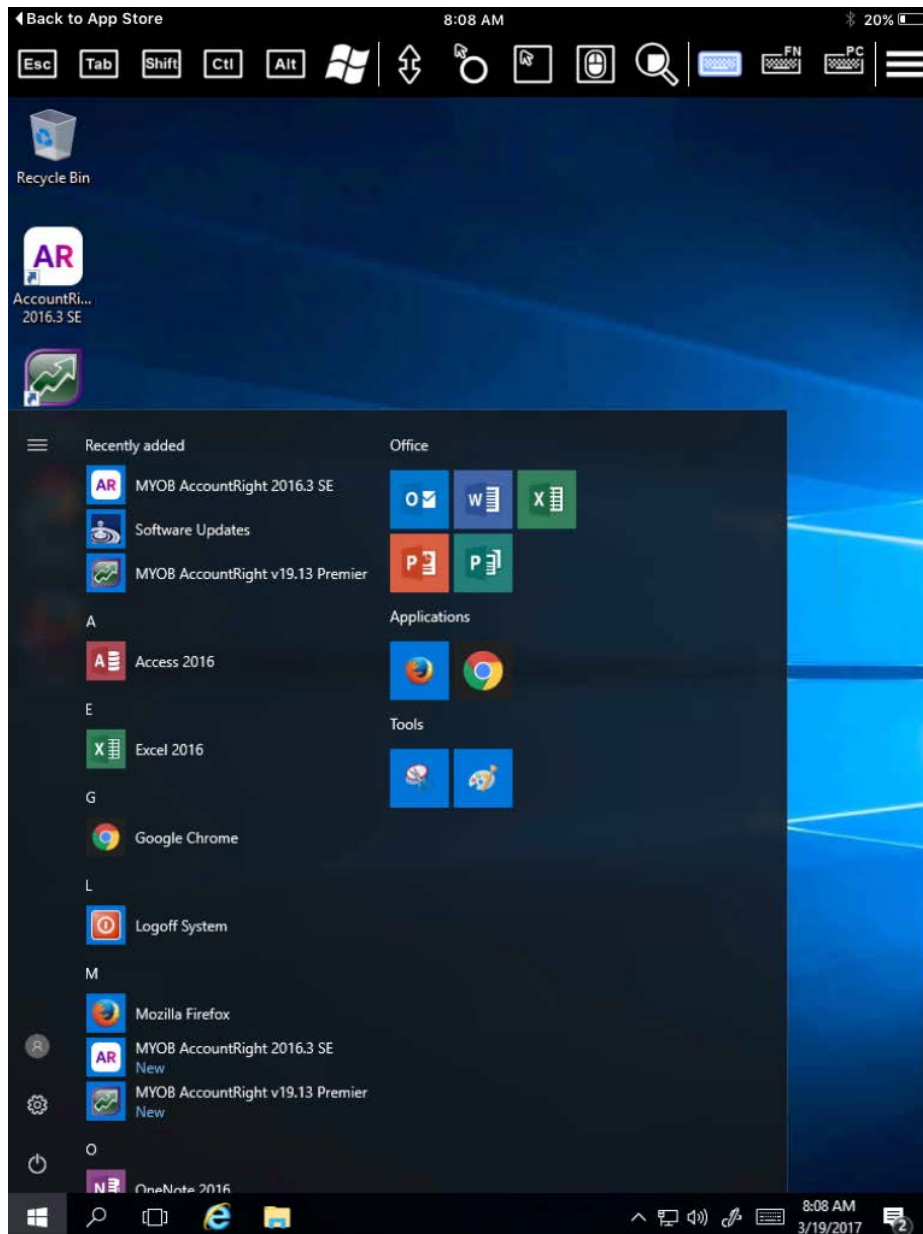 Back to App Store
8:08 AM
20%
Esc
Tab
Shift
Ctl
Alt
FN
PC
Recycle Bin
AR
AccountRi...
2016.3 SE
Recently added
Office
AR MYOB AccountRight 2016.3 SE
Software Updates
MYOB AccountRight v19.13 Premier
O
W
X
P
P
A
Applications
A Access 2016
E
Tools
X Excel 2016
G
Google Chrome
L
Logoff System
M
Mozilla Firefox
AR MYOB AccountRight 2016.3 SE
New
MYOB AccountRight v19.13 Premier
New
O
N OneNote 2016
8:08 AM
3/19/2017
2